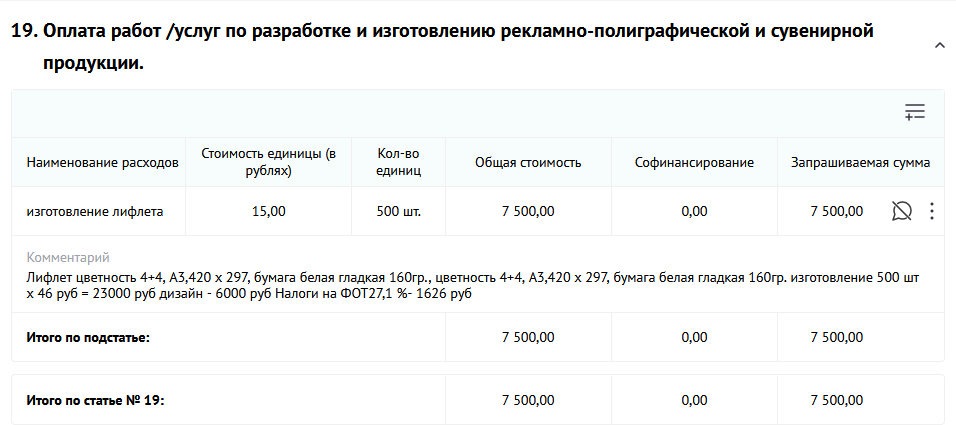 19. Оплата работ /услуг по разработке и изготовлению рекламно-полиграфической и сувенирной
продукции.
Наименование расходов
Стоимость единицы (в
рублях)
Кол-во
единиц
Общая стоимость
Софинансирование
Запрашиваемая сумма
изготовление лифлета
15,00
500 шт.
7 500,00
0,00
7 500,00
Комментарий
Лифлет цветность 4+4, А3,420 х 297, бумага белая гладкая 160гр., цветность 4+4, А3,420 х 297, бумага белая гладкая 160гр. изготовление 500 шт
х 46 руб = 23000 руб дизайн - 6000 руб Налоги на ФОТ27,1 %- 1626 руб
Итого по подстатье:
7 500,00
0,00
7 500,00
Итого по статье № 19:
7 500,00
0,00
7 500,00